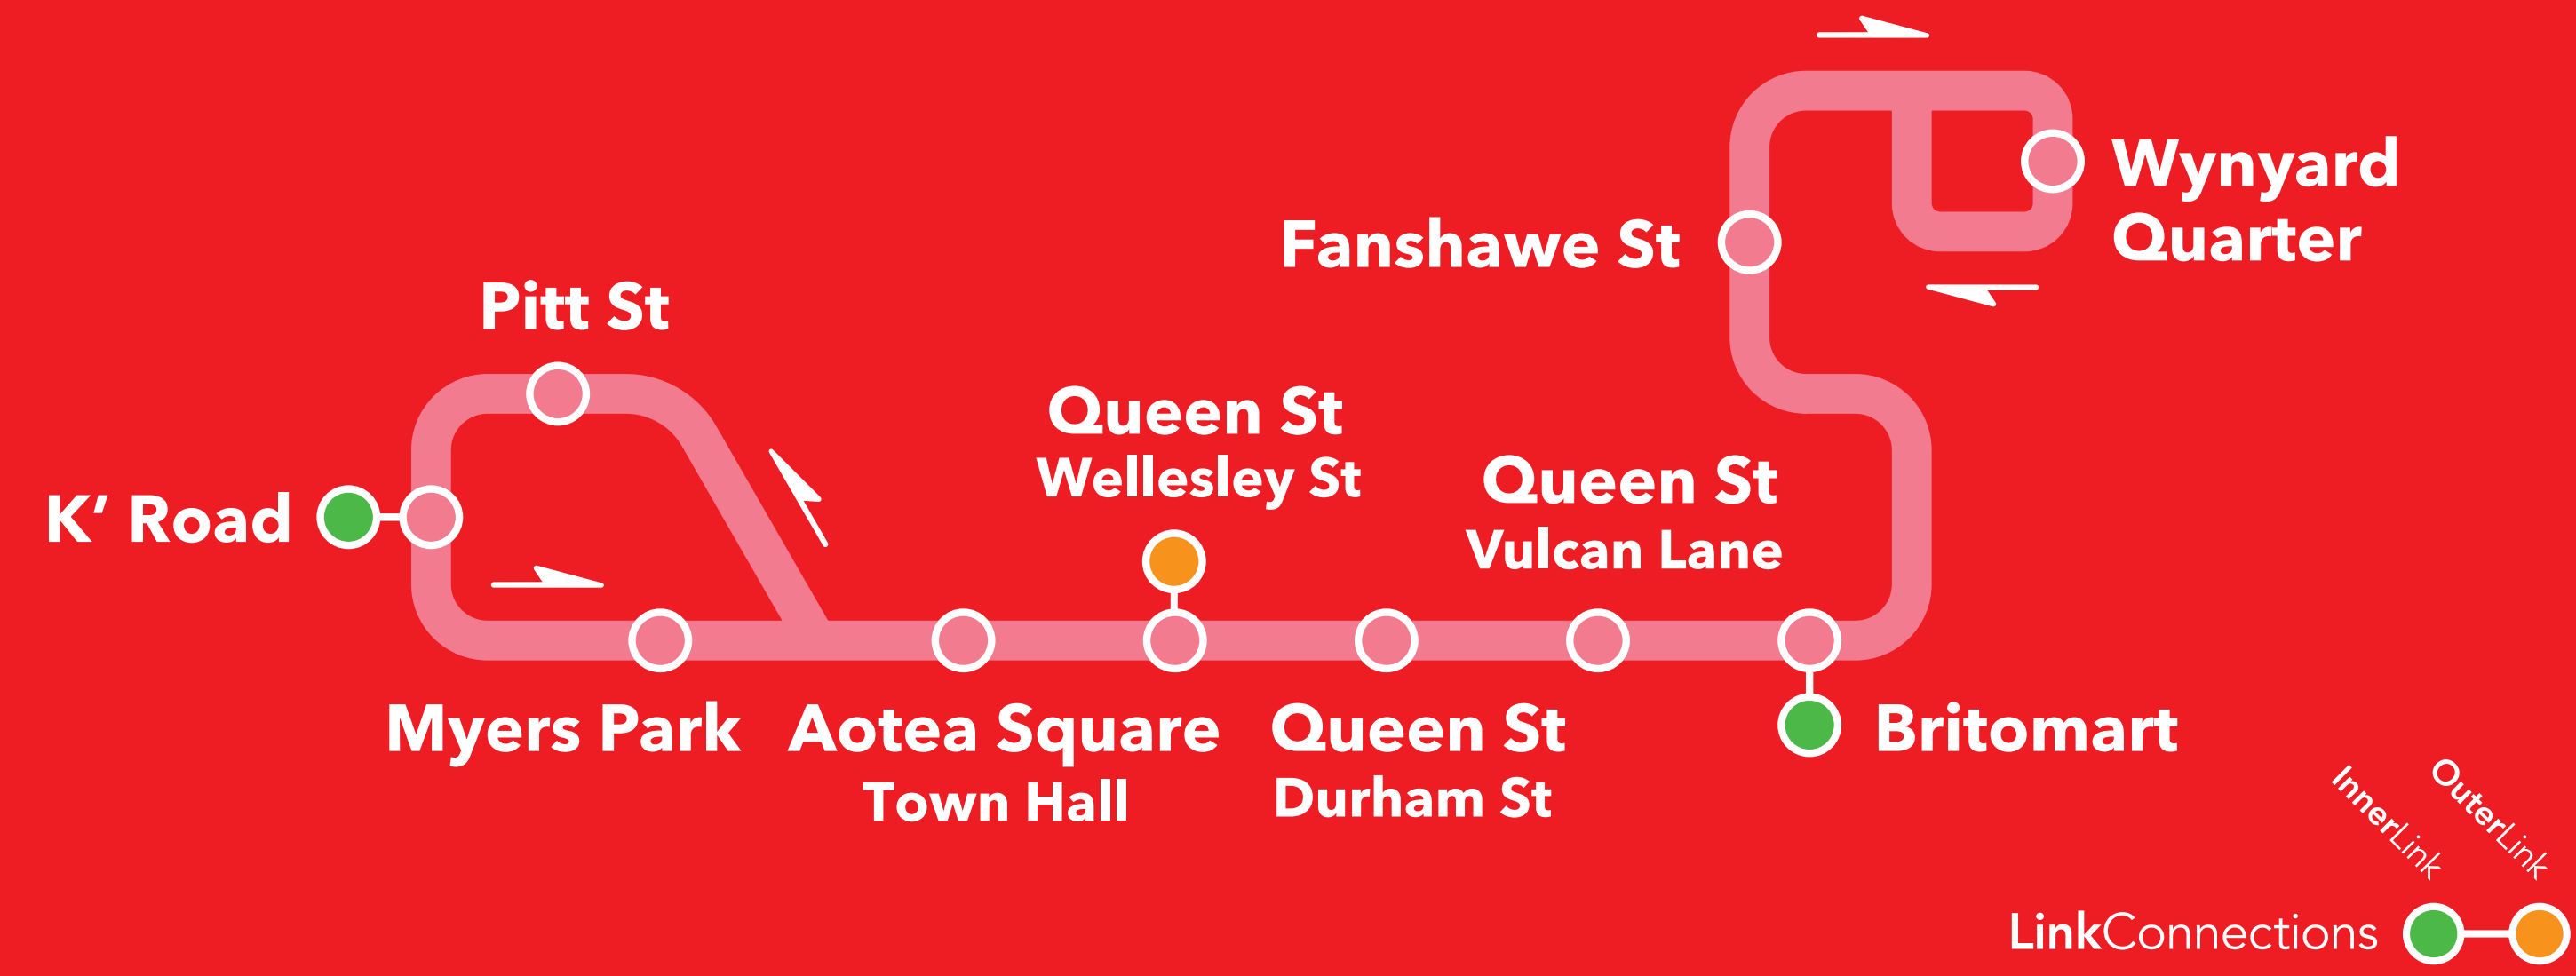 Wynyard
Quarter
Fanshawe St
Pitt St
Queen St
Wellesley St
Queen St
Vulcan Lane
K’ Road
Myers Park
Aotea Square
Town Hall
Queen St
Durham St
Britomart
InnerLink
OuterLink
LinkConnections